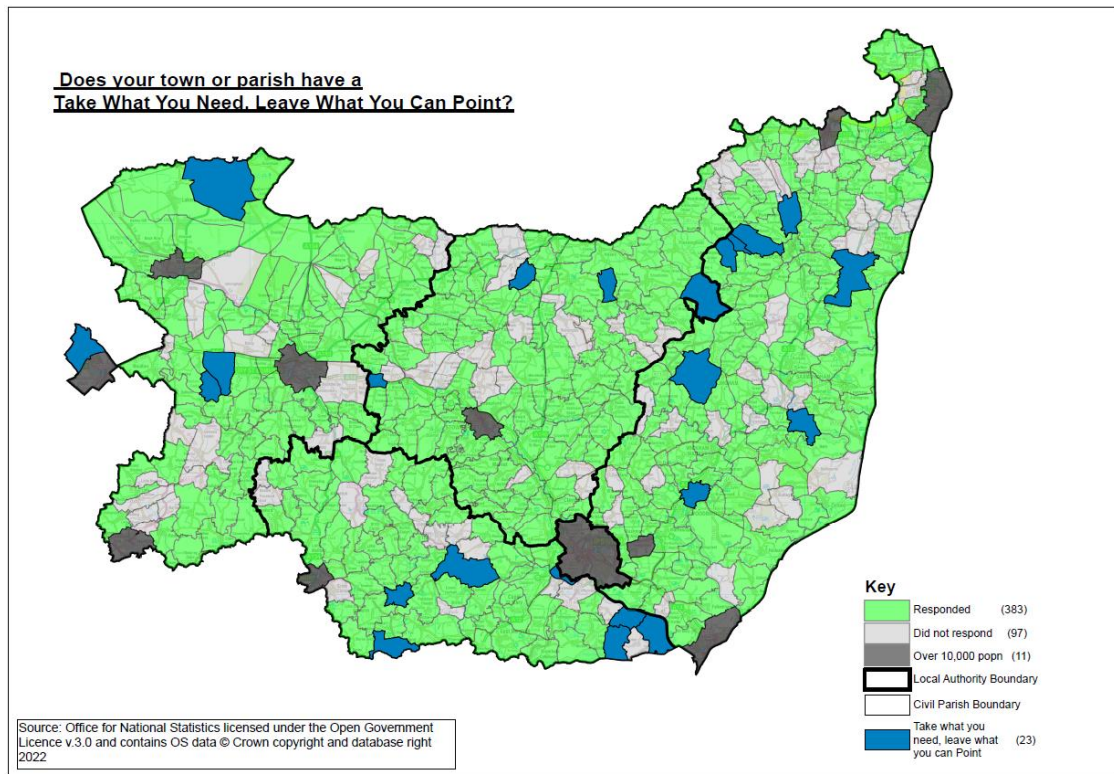 Does your town or parish have a
Take What You Need, Leave What You Can Point?
Key
Responded (383)
Did not respond (97)
Over 10,000 popn (11)
Local Authority Boundary
Civil Parish Boundary
Take what you
need, leave what (23)
you can Point
Source: Office for National Statistics licensed under the Open Government
Licence v.3.0 and contains OS data © Crown copyright and database right
2022